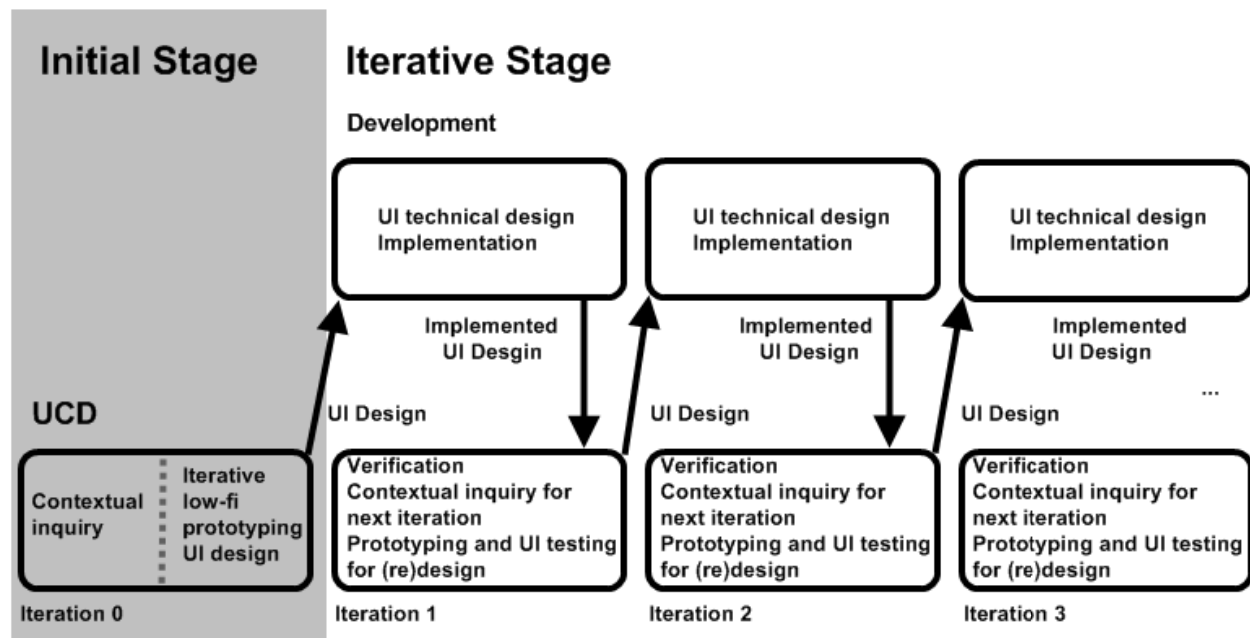 Initial Stage
Iterative Stage
Development
UI technical design
Implementation
UI technical design
Implementation
UI technical design
Implementation
Implemented
UI Desgin
Implemented
UI Design
Implemented
UI Design
...
UCD
UI Design
UI Design
UI Design
Contextual
inquiry
Iterative
low-fi
prototyping
UI design
Verification
Contextual inquiry for
next iteration
Prototyping and UI testing
for (re)design
Verification
Contextual inquiry for
next iteration
Prototyping and UI testing
for (re)design
Verification
Contextual inquiry for
next iteration
Prototyping and UI testing
for (re)design
Iteration 0
Iteration 1
Iteration 2
Iteration 3